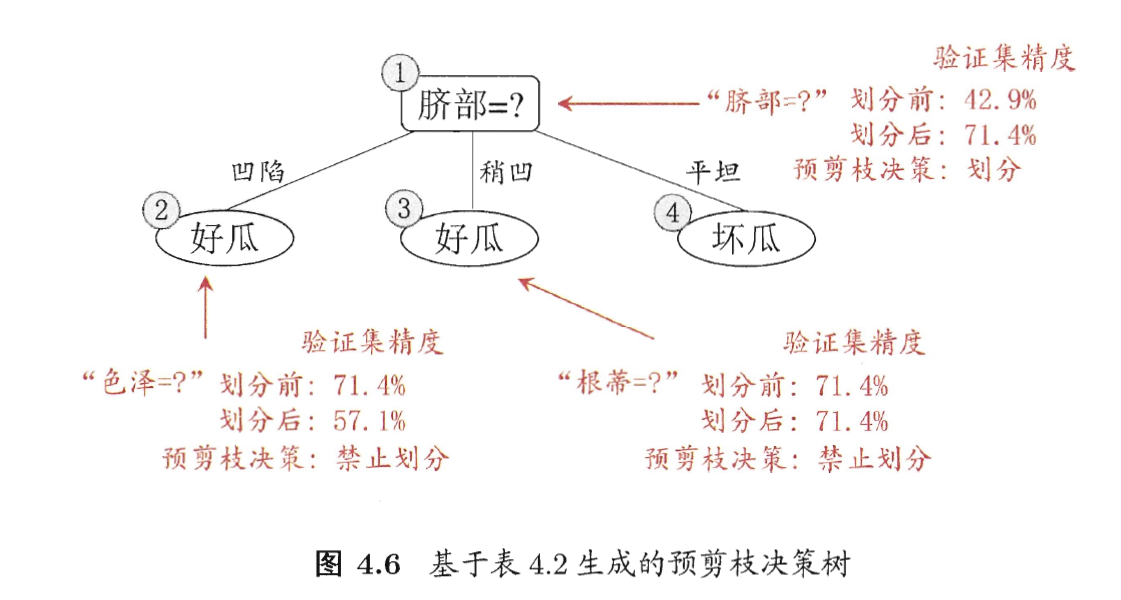 验证集精度
①
脐部=?
“脐部=?” 划分前: 42.9%
划分后: 71.4%
预剪枝决策: 划分
凹陷
稍凹
平坦
②
好瓜
③
好瓜
④
坏瓜
验证集精度
“色泽=?” 划分前: 71.4%
划分后: 57.1%
预剪枝决策: 禁止划分
验证集精度
“根蒂=?” 划分前: 71.4%
划分后: 71.4%
预剪枝决策: 禁止划分
图 4.6 基于表 4.2 生成的预剪枝决策树